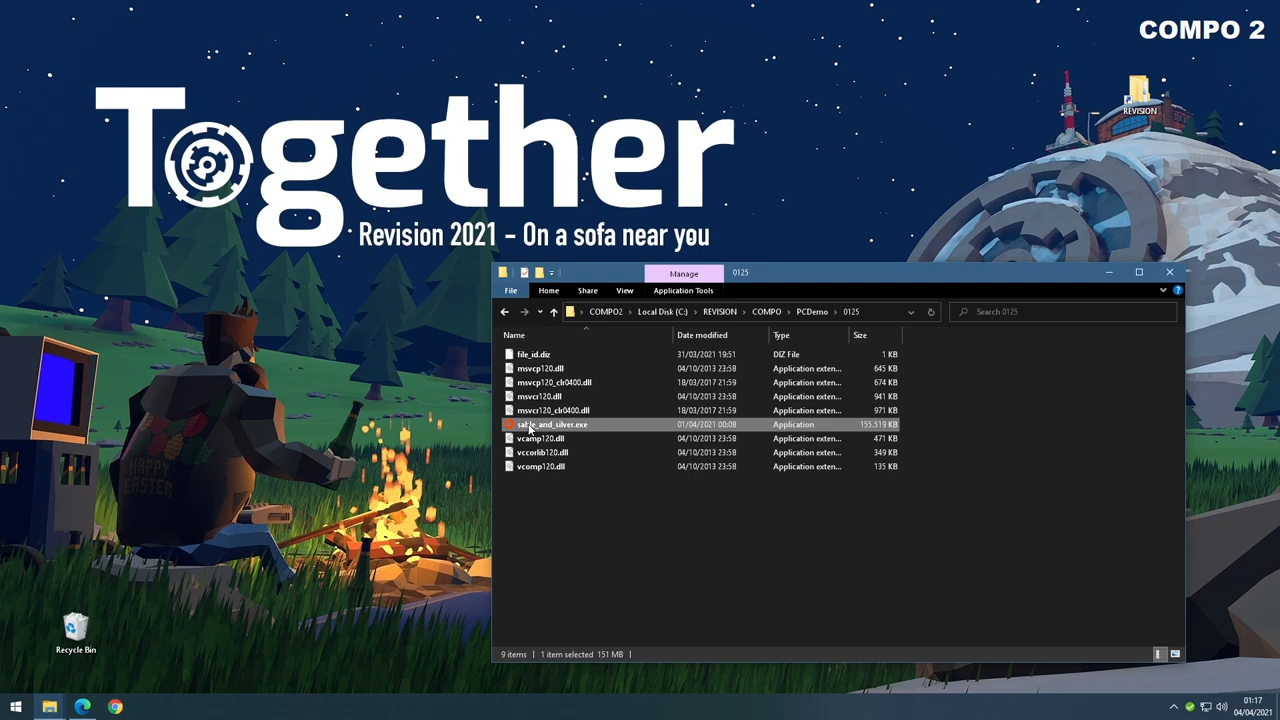 COMPO 2
Together
Revision 2021 - On a sofa near you
REVISION
HAPPY
EASTER
Manage
0125
File
Home
Share
View
Application Tools
COMPO2 › Local Disk (C:) › REVISION › COMPO › PCDemo › 0125
Search 0125
Name Date modified Type Size
file_id.diz 31/03/2021 19:51 DIZ File 1 KB
msvcp120.dll 04/10/2013 23:58 Application exten... 645 KB
msvcp120_clr0400.dll 18/03/2017 21:59 Application exten... 674 KB
msvcr120.dll 04/10/2013 23:58 Application exten... 941 KB
msvcr120_clr0400.dll 18/03/2017 21:59 Application exten... 971 KB
sable_and_silver.exe 01/04/2021 00:08 Application 155.519 KB
vcamp120.dll 04/10/2013 23:58 Application exten... 471 KB
vccorlib120.dll 04/10/2013 23:58 Application exten... 349 KB
vcomp120.dll 04/10/2013 23:58 Application exten... 135 KB
9 items 1 item selected 151 MB
Recycle Bin
01:17
04/04/2021